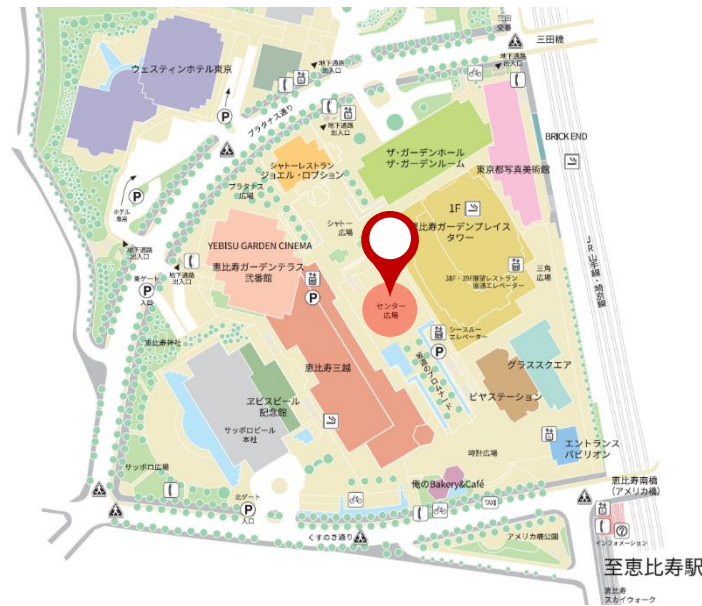 三田
交番
三田橋
地下通路
出入口
ウェスティンホテル東京
地下通路
出入口
プラタナス通り
地下通路
出入口
BRICK END
ザ・ガーデンホール
ザ・ガーデンルーム
東京都写真美術館
シャトーレストラン
ジョエル・ロブション
プラタナス
広場
ホテル
専用
1F
シャトー
広場
恵比寿ガーデンプレイス
タワー
JR山手線・埼京線
YEBISU GARDEN CINEMA
恵比寿ガーデンテラス
弐番館
地下通路
出入口
地下通路
出入口
三角
広場
38F・39F展望レストラン
直通エレベーター
東ゲート
入口
センター
広場
シースルー
エレベーター
恵比寿神社
恵比寿三越
坂道のプロムナード
グラススクエア
ヱビスビール
記念館
ビヤステーション
サッポロビール
本社
エントランス
パビリオン
時計広場
サッポロ広場
俺のBakery&Café
恵比寿南橋
(アメリカ橋)
北ゲート
入口
TAXI
くすのき通り
アメリカ橋公園
インフォメーション
至恵比寿駅
恵比寿
スカイウォーク